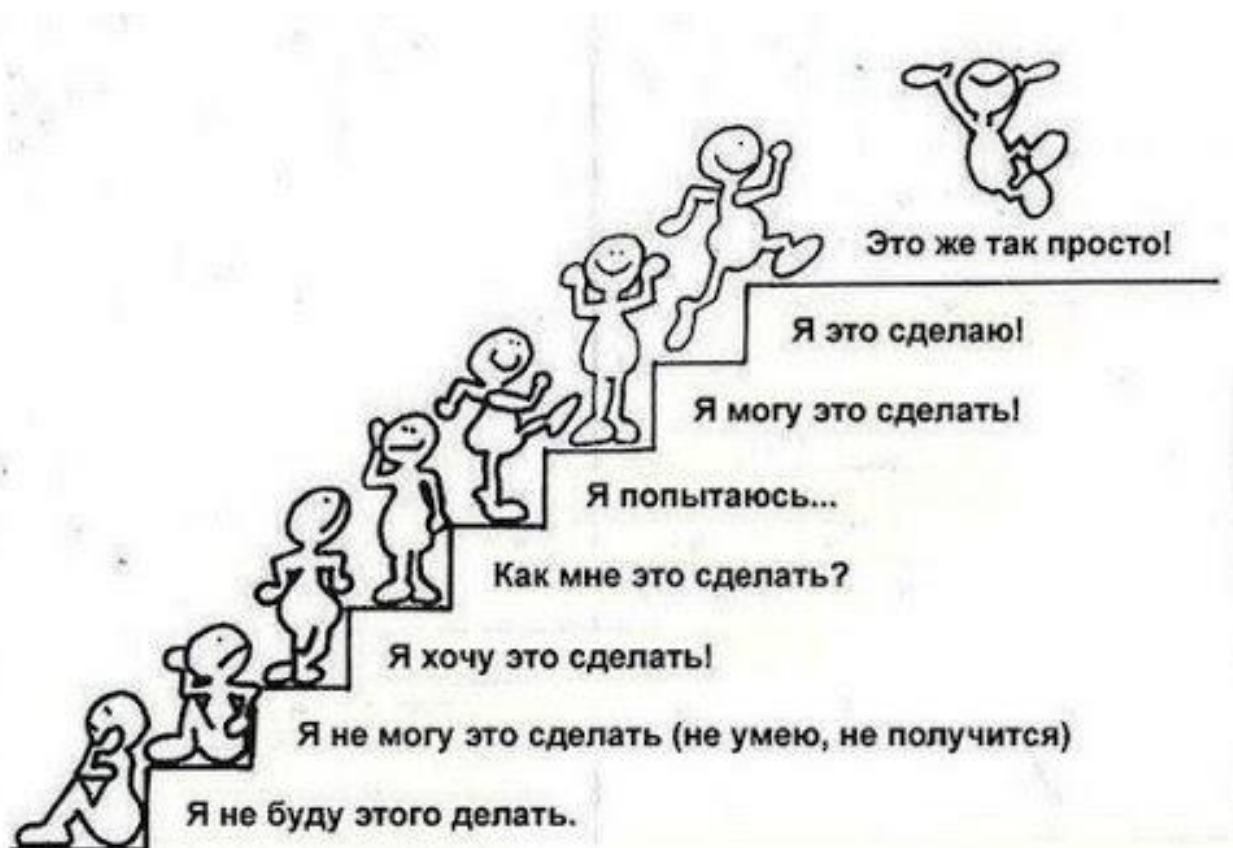 Это же так просто!
Я это сделаю!
Я могу это сделать!
Я попытаюсь...
Как мне это сделать?
Я хочу это сделать!
Я не могу это сделать (не умею, не получится)
Я не буду этого делать.